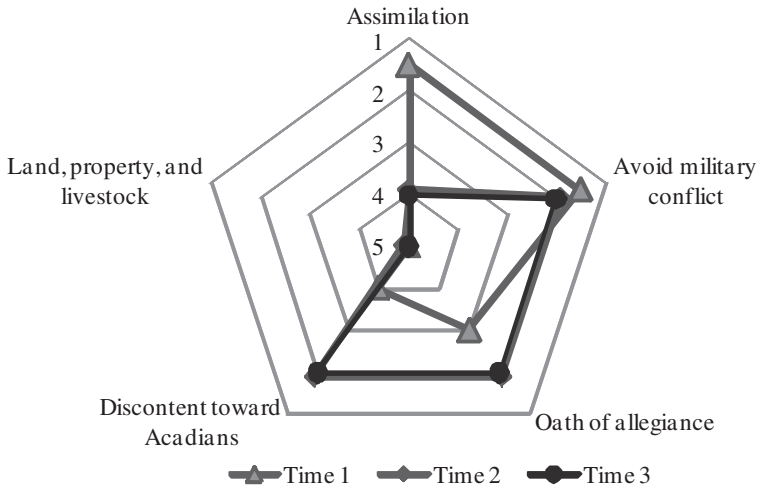 Assimilation
1
2
3
4
5
Land, property, and
livestock
Avoid military
conflict
Discontent toward
Acadians
Oath of allegiance
Time 1 Time 2 Time 3